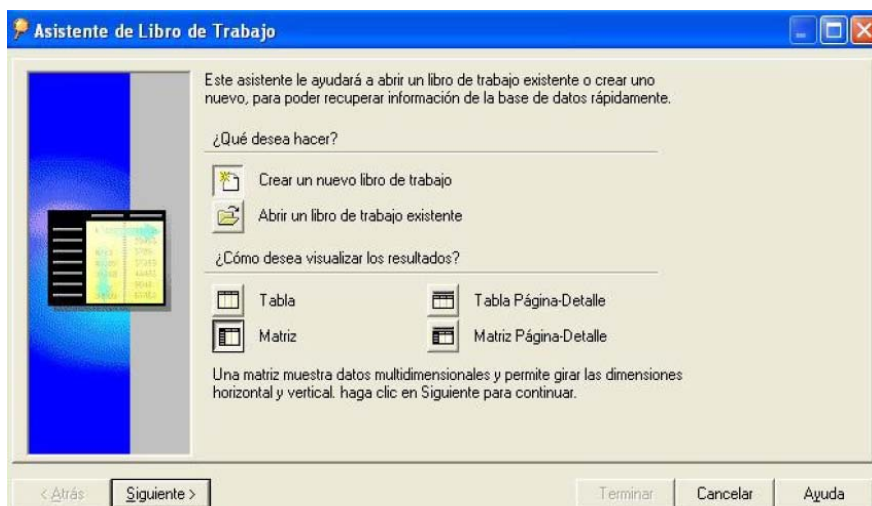 Asistente de Libro de Trabajo
Este asistente le ayudará a abrir un libro de trabajo existente o crear uno
nuevo, para poder recuperar información de la base de datos rápidamente.
¿Qué desea hacer?
Crear un nuevo libro de trabajo
Abrir un libro de trabajo existente
¿Cómo desea visualizar los resultados?
Tabla
Tabla Página-Detalle
Matriz
Matriz Página-Detalle
Una matriz muestra datos multidimensionales y permite girar las dimensiones
horizontal y vertical. haga clic en Siguiente para continuar.
< Atrás
Siguiente >
Terminar
Cancelar
Ayuda